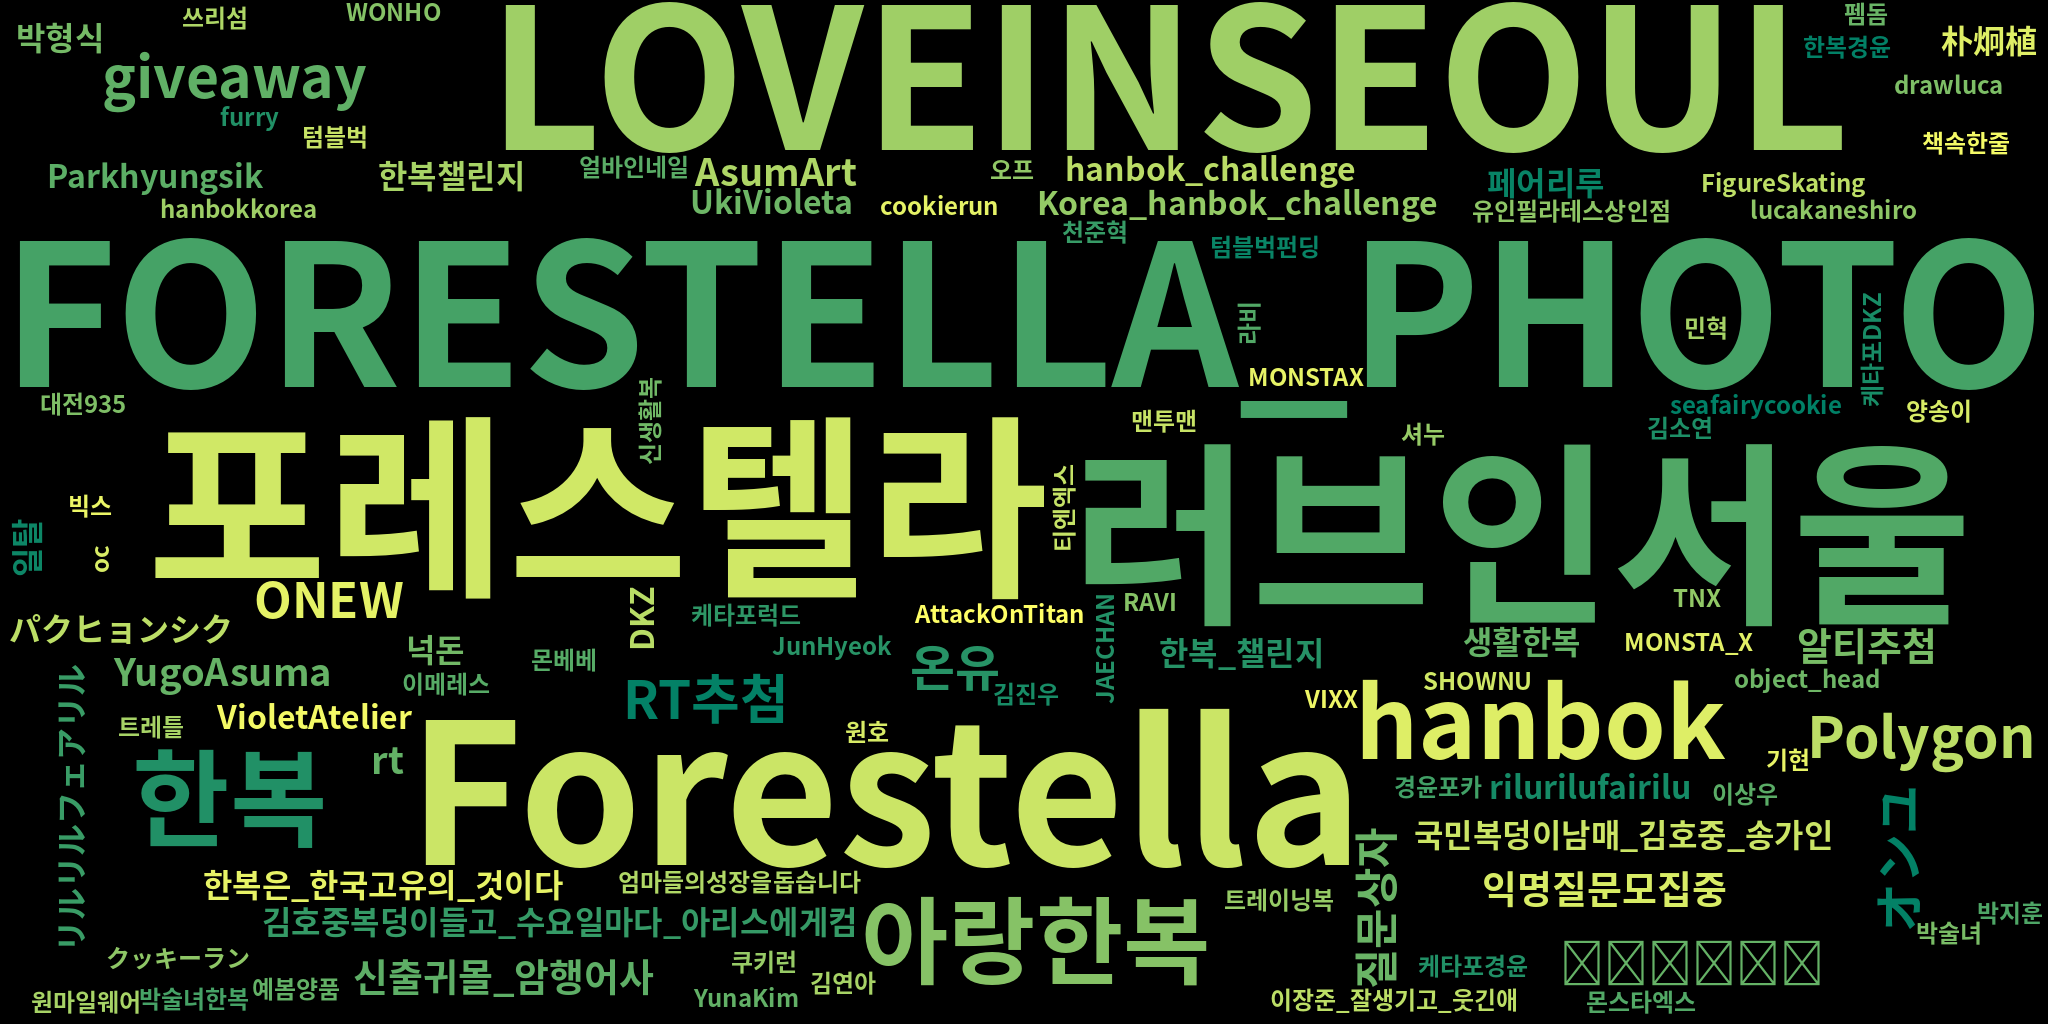 쓰리섬
WONHO
LOVEINSEOUL
펨돔
박형식
한복경윤
朴炯植
giveaway
drawluca
furry
텀블벅
책속한줄
Parkhyungsik
한복챌린지
얼바인네일
AsumArt
오프
hanbok_challenge
페어리루
FigureSkating
hanbokkorea
UkiVioleta
cookierun
Korea_hanbok_challenge
유인필라테스상인점
lucakaneshiro
천준혁
텀블벅펀딩
FORESTELLA_PHOTO
라비
민혁
케타포DKZ
MONSTAX
대전935
신생활복
맨투맨
셔누
seafairycookie
양송이
김소연
포레스텔라
러브인서울
빅스
티엔엑스
일탈
oc
ONEW
DKZ
케타포럭드
AttackOnTitan
JAECHAN
RAVI
TNX
パクヒョンシク
넉돈
JunHyeok
한복_챌린지
생활한복
MONSTA_X
알티추첨
YugoAsuma
이메레스
몬베베
RT추첨
온유
김진우
VIXX
SHOWNU
object_head
リルリルフェアリル
트레틀
VioletAtelier
원호
hanbok
Polygon
rt
Forestella
기현
한복
경윤포카
rilurilufairilu
이상우
オンユ
질문상자
국민복덩이남매_김호중_송가인
한복은_한국고유의_것이다
엄마들의성장을돕습니다
익명질문모집중
김호중복덩이들고_수요일마다_아리스에게컴
아랑한복
트레이닝복
박지훈
박술녀
クッキーラン
신출귀몰_암행어사
쿠키런
케타포경윤
원마일웨어
박술녀한복
예봄양품
YunaKim
김연아
이장준_잘생기고_웃긴애
몬스타엑스